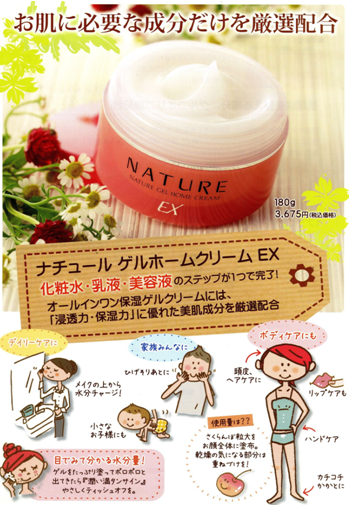 お肌に必要な成分だけを厳選配合
NATURE
NATURE GEL HOME CREAM
EX
180g
3,675円(税込価格)
ナチュール ゲルホームクリーム EX
化粧水・乳液・美容液のステップが1つで完了!
オールインワン保湿ゲルクリームには、
「浸透力・保湿力」に優れた美肌成分を厳選配合
デイリーケアにも
メイクの上から
水分チャージ!
家族みんなに
ひげそりあとに
小さな
お子様にも
ボディケアにも
頭皮、
ヘアケアに!
リップケアも
ハンドケア
カチコチ
かかとに
使用量は??
さくらんぼ粒大を
お顔全体に塗布。
乾燥の気になる部分は
重ねづけを!
目でみて分かる水分量!
ゲルをたっぷり塗ってポロポロと
出てきたら『潤い満タンサイン』
やさしくティッシュオフを。